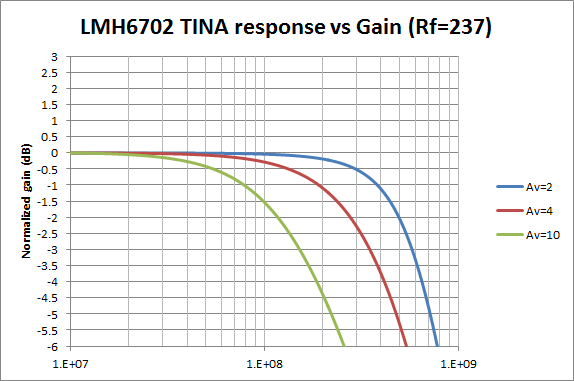 LMH6702 TINA response vs Gain (Rf=237)
Normalized gain (dB)
3
2.5
2
1.5
1
0.5
0
-0.5
-1
-1.5
-2
-2.5
-3
-3.5
-4
-4.5
-5
-5.5
-6
1.E+07
1.E+08
1.E+09
Av=2
Av=4
Av=10